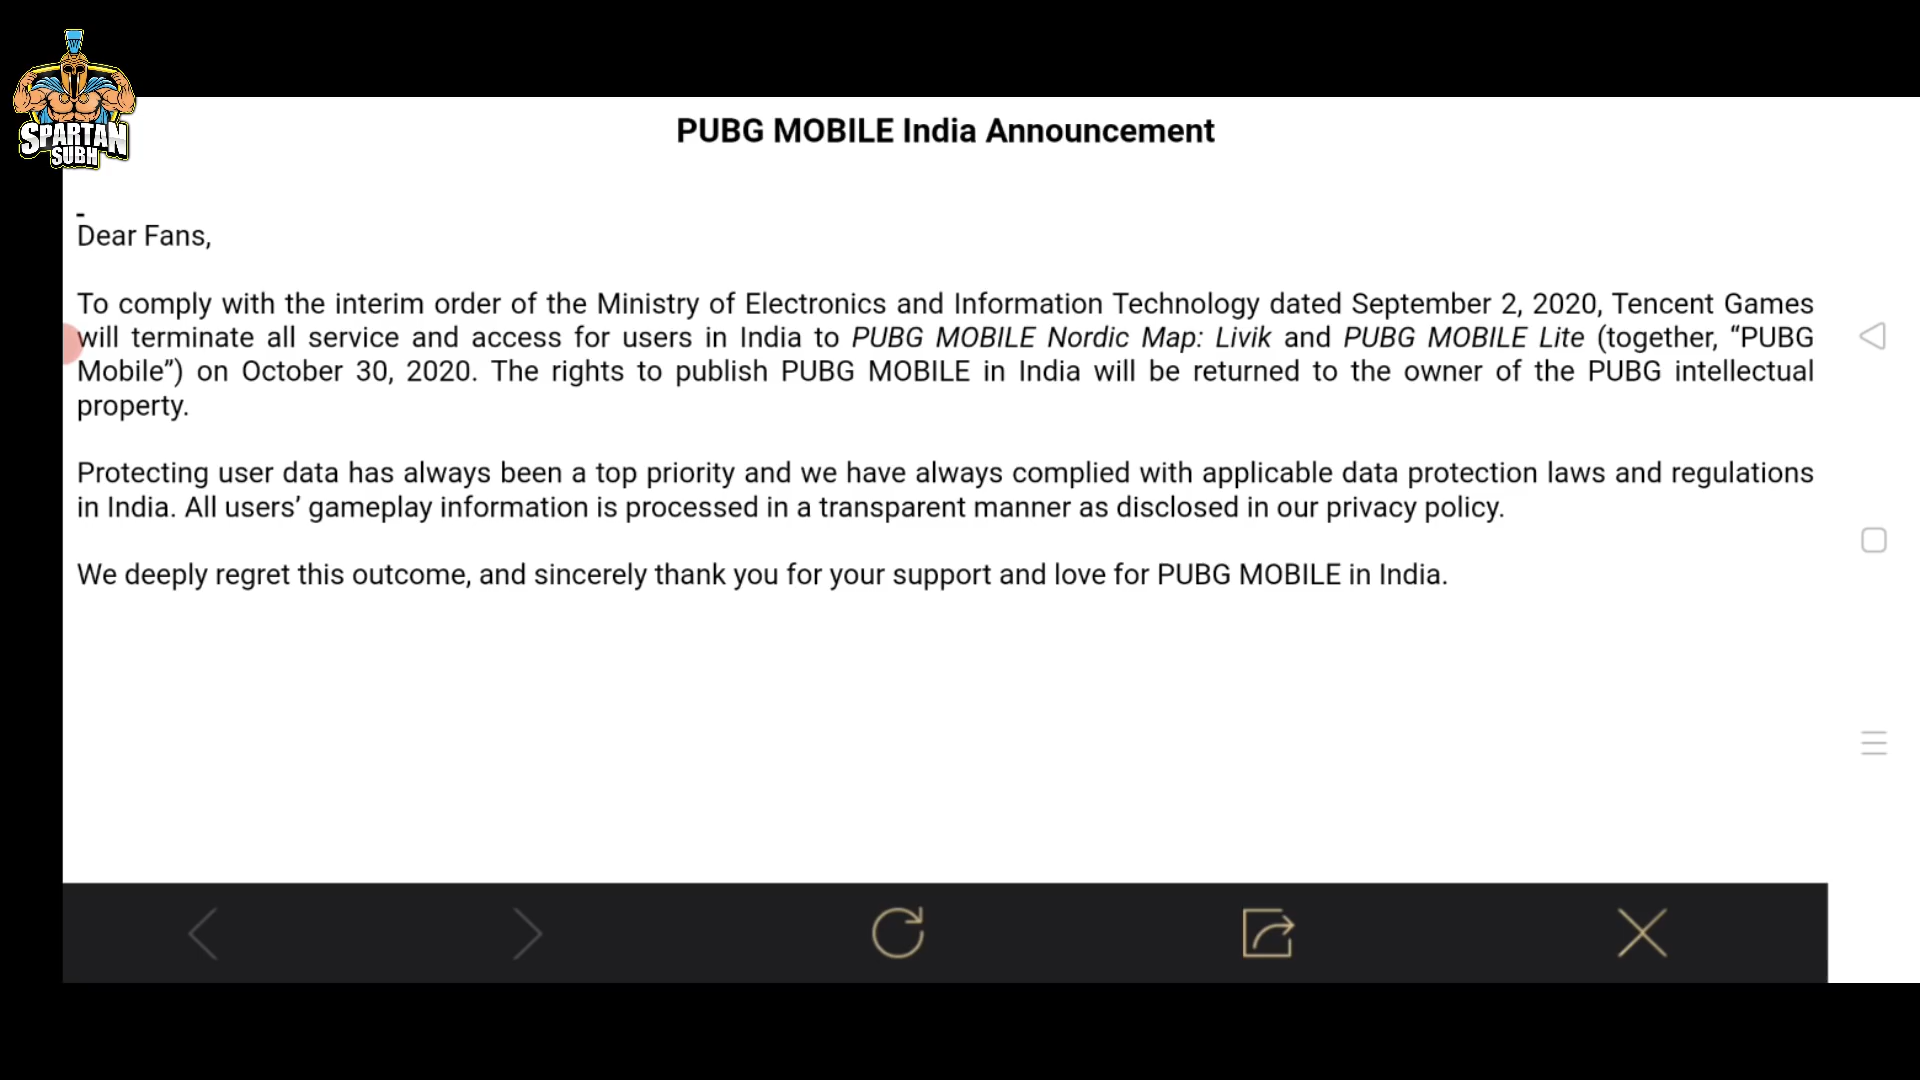 SPARTAN
SUBH
PUBG MOBILE India Announcement
-
Dear Fans,
To comply with the interim order of the Ministry of Electronics and Information Technology dated September 2, 2020, Tencent Games
will terminate all service and access for users in India to PUBG MOBILE Nordic Map: Livik and PUBG MOBILE Lite (together, “PUBG
Mobile”) on October 30, 2020. The rights to publish PUBG MOBILE in India will be returned to the owner of the PUBG intellectual
property.
Protecting user data has always been a top priority and we have always complied with applicable data protection laws and regulations
in India. All users’ gameplay information is processed in a transparent manner as disclosed in our privacy policy.
We deeply regret this outcome, and sincerely thank you for your support and love for PUBG MOBILE in India.